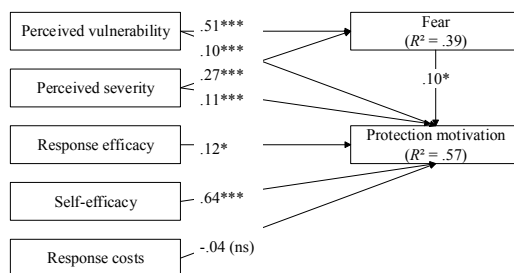 Perceived vulnerability
.51***
.10***
Fear
(R² = .39)
Perceived severity
.27***
.11***
.10*
Response efficacy
.12*
Protection motivation
(R² = .57)
Self-efficacy
.64***
Response costs
-.04 (ns)